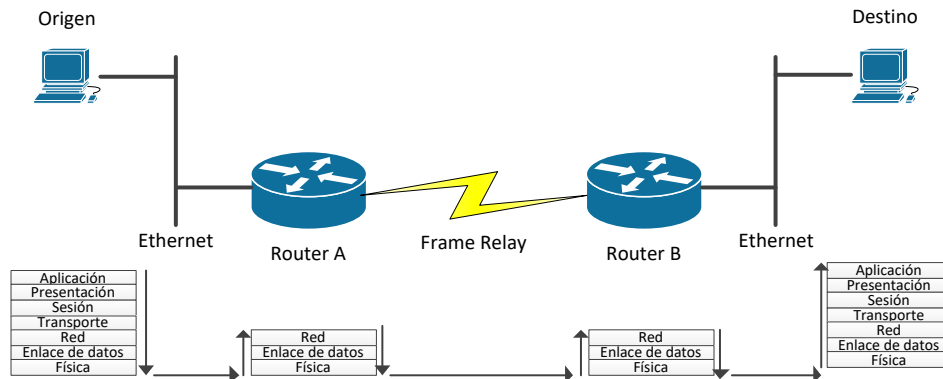 Origen
Destino
Ethernet
Router A
Frame Relay
Router B
Ethernet
Aplicación
Presentación
Sesión
Transporte
Red
Enlace de datos
Física
Red
Enlace de datos
Física
Red
Enlace de datos
Física
Aplicación
Presentación
Sesión
Transporte
Red
Enlace de datos
Física